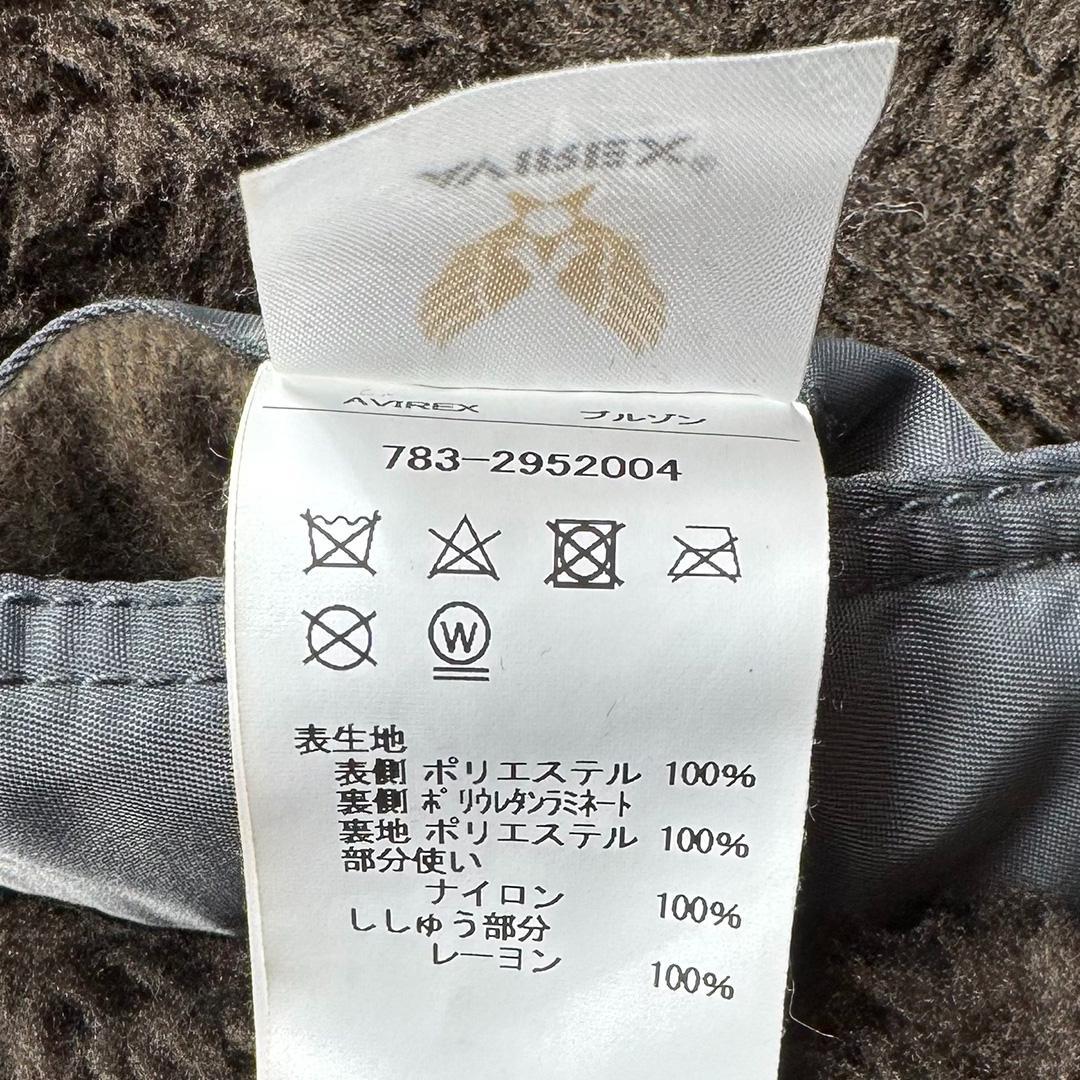 AVIREX
AVIREX ブルゾン
783-2952004
W
表生地
表側 ポリエステル 100%
裏側 ポリウレタンラミネート
裏地 ポリエステル 100%
部分使い
ナイロン 100%
ししゅう部分
レーヨン 100%